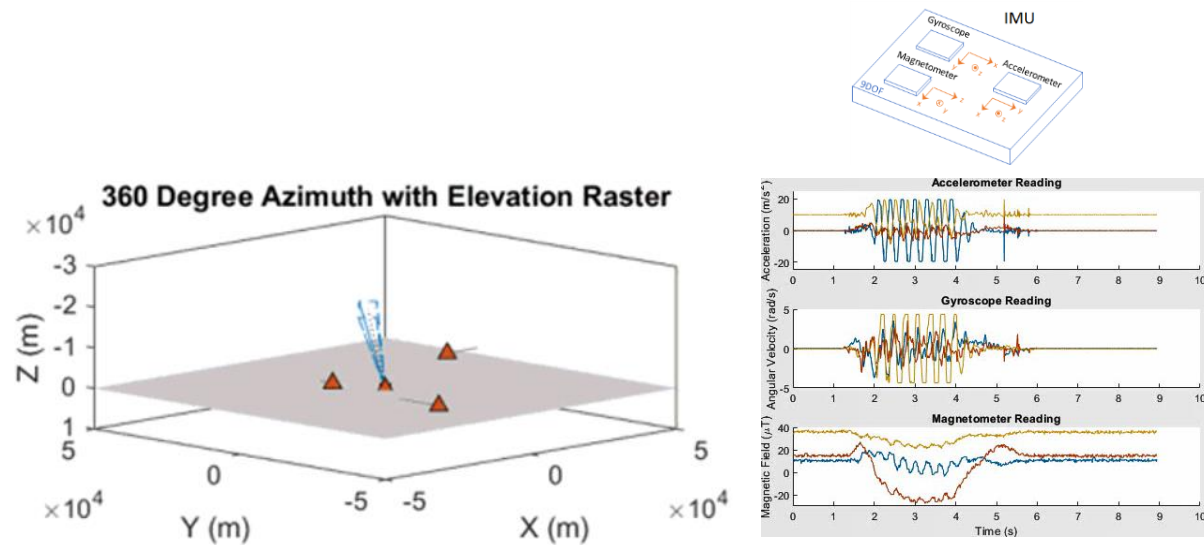 360 Degree Azimuth with Elevation Raster
×10⁴
-3
-2
-1
0
1
Z (m)
5
0
-5
×10⁴
Y (m)
-5
0
5
×10⁴
X (m)
IMU
Gyroscope
Magnetometer
Accelerometer
9DOF
y x z
x z y
x y z
Accelerometer Reading
Acceleration (m/s²)
20
0
-20
0 1 2 3 4 5 6 7 8 9 10
Gyroscope Reading
Angular Velocity (rad/s)
5
0
-5
0 1 2 3 4 5 6 7 8 9 10
Magnetometer Reading
Magnetic Field (μT)
40
20
0
-20
0 1 2 3 4 5 6 7 8 9 10
Time (s)